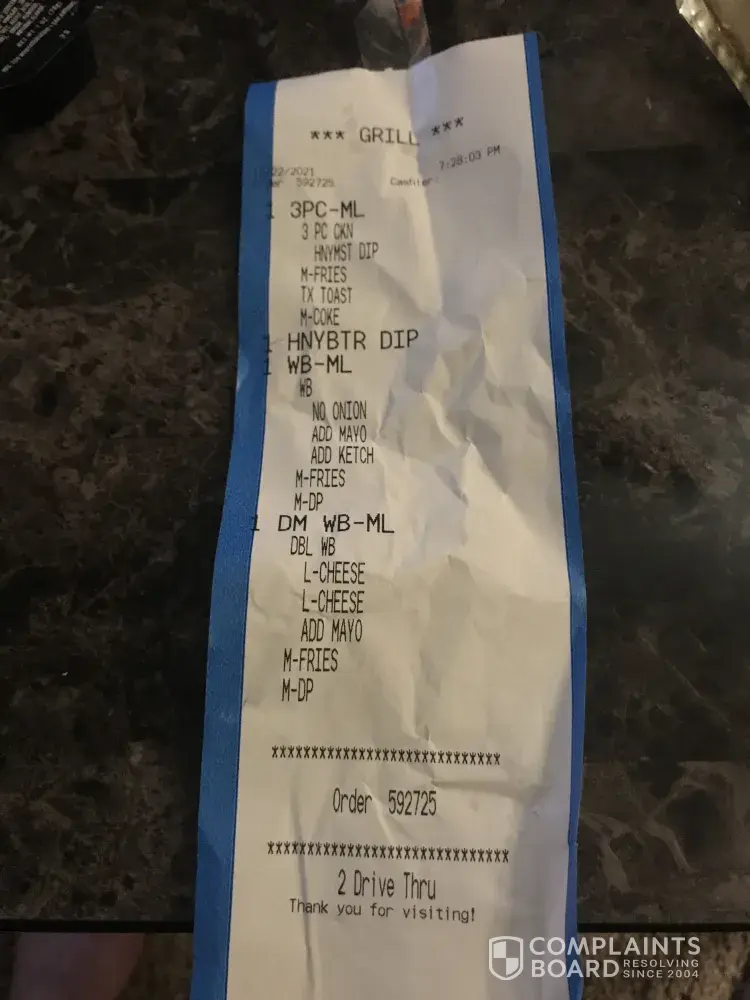 *** GRILL ***
22/2021 7:28:03 PM
592725 Cashier:
1 3PC-ML
3 PC CKN
HNYMST DIP
M-FRIES
TX TOAST
M-COKE
1 HNYBTR DIP
1 WB-ML
WB
NO ONION
ADD MAYO
ADD KETCH
M-FRIES
M-DP
1 DM WB-ML
DBL WB
L-CHEESE
L-CHEESE
ADD MAYO
M-FRIES
M-DP
*****************************
Order 592725
*****************************
2 Drive Thru
Thank you for visiting!
COMPLAINTS
BOARD RESOLVING
SINCE 2004